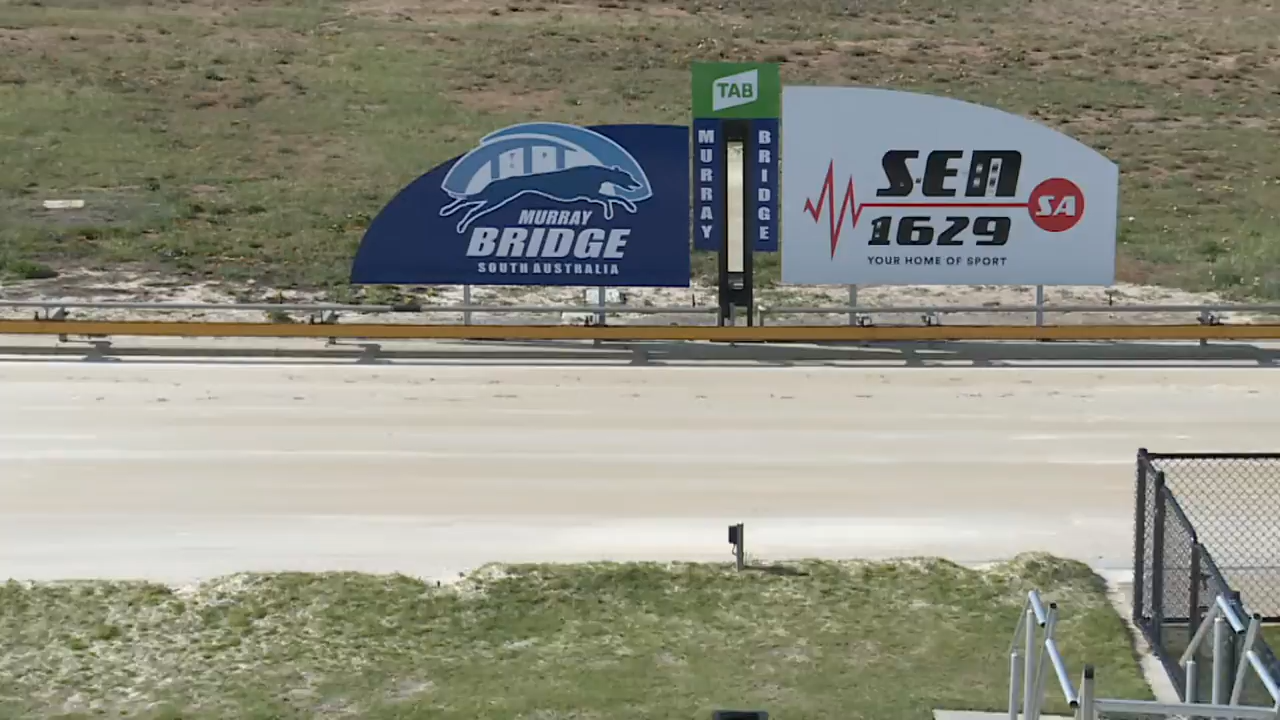 TAB
MURRAY
BRIDGE
MURRAY
BRIDGE
SOUTH AUSTRALIA
SEN
1629
SA
YOUR HOME OF SPORT